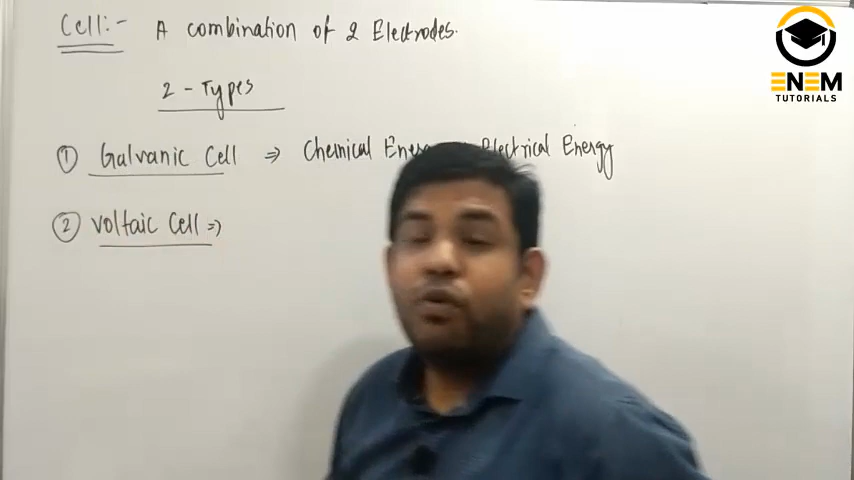 Cell:- A combination of 2 Electrodes.
2 - Types
① Galvanic Cell ⇒ Chemical Electrical Energy
② Voltaic Cell ⇒
ENEM
TUTORIALS